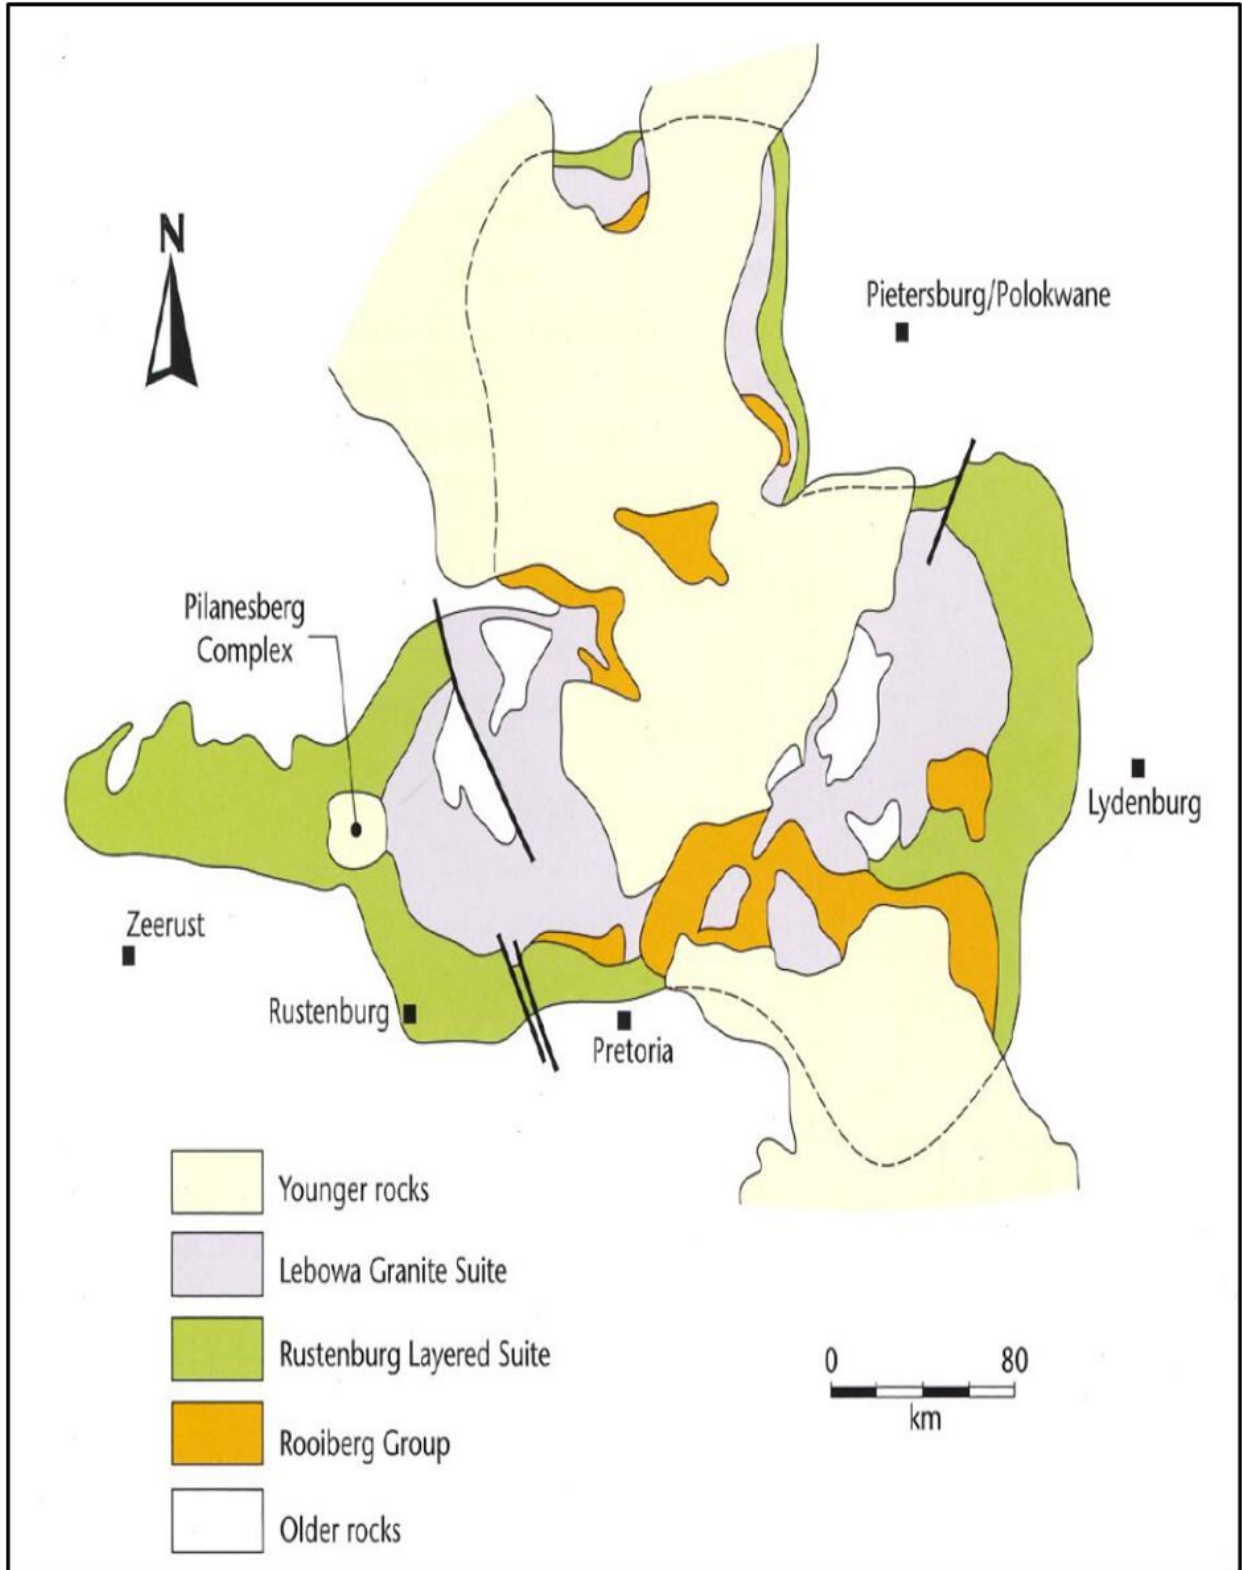 N
Pietersburg/Polokwane
Pilanesberg
Complex
Lydenburg
Zeerust
Rustenburg
Pretoria
Younger rocks
Lebowa Granite Suite
Rustenburg Layered Suite
0 80
km
Rooiberg Group
Older rocks